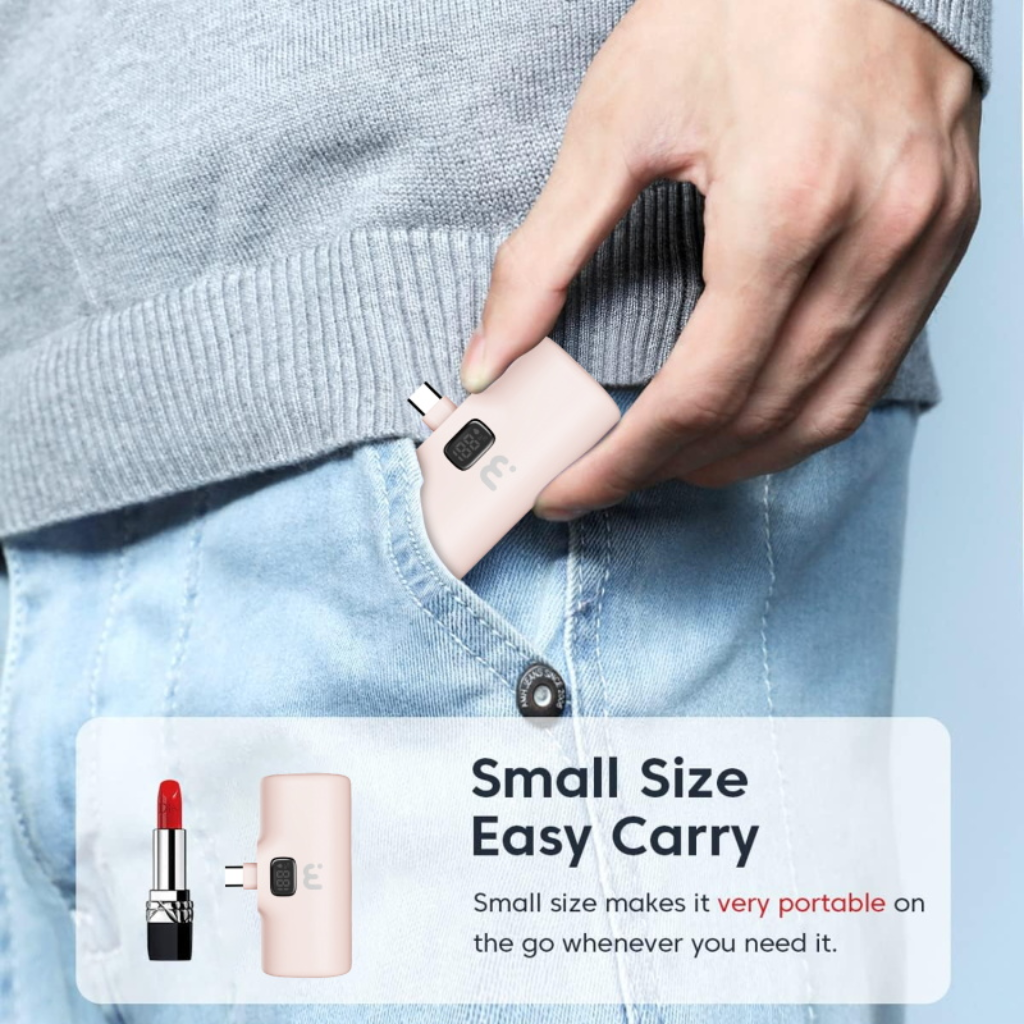 Small Size
Easy Carry
Small size makes it very portable on
the go whenever you need it.